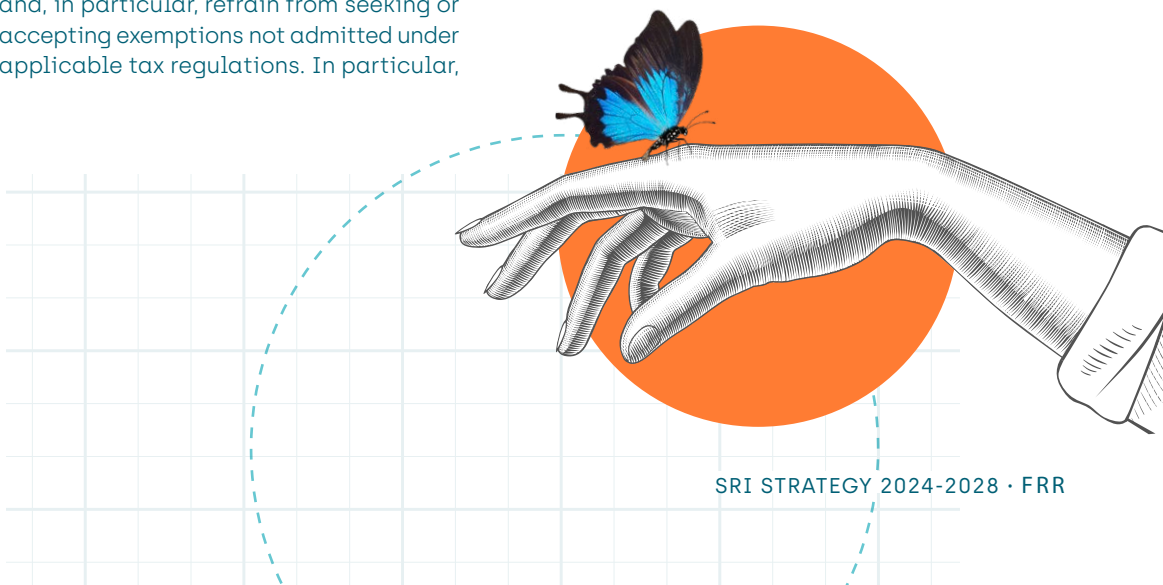 and, in particular, refrain from seeking or
accepting exemptions not admitted under
applicable tax regulations. In particular,
SRI STRATEGY 2024-2028 · FRR